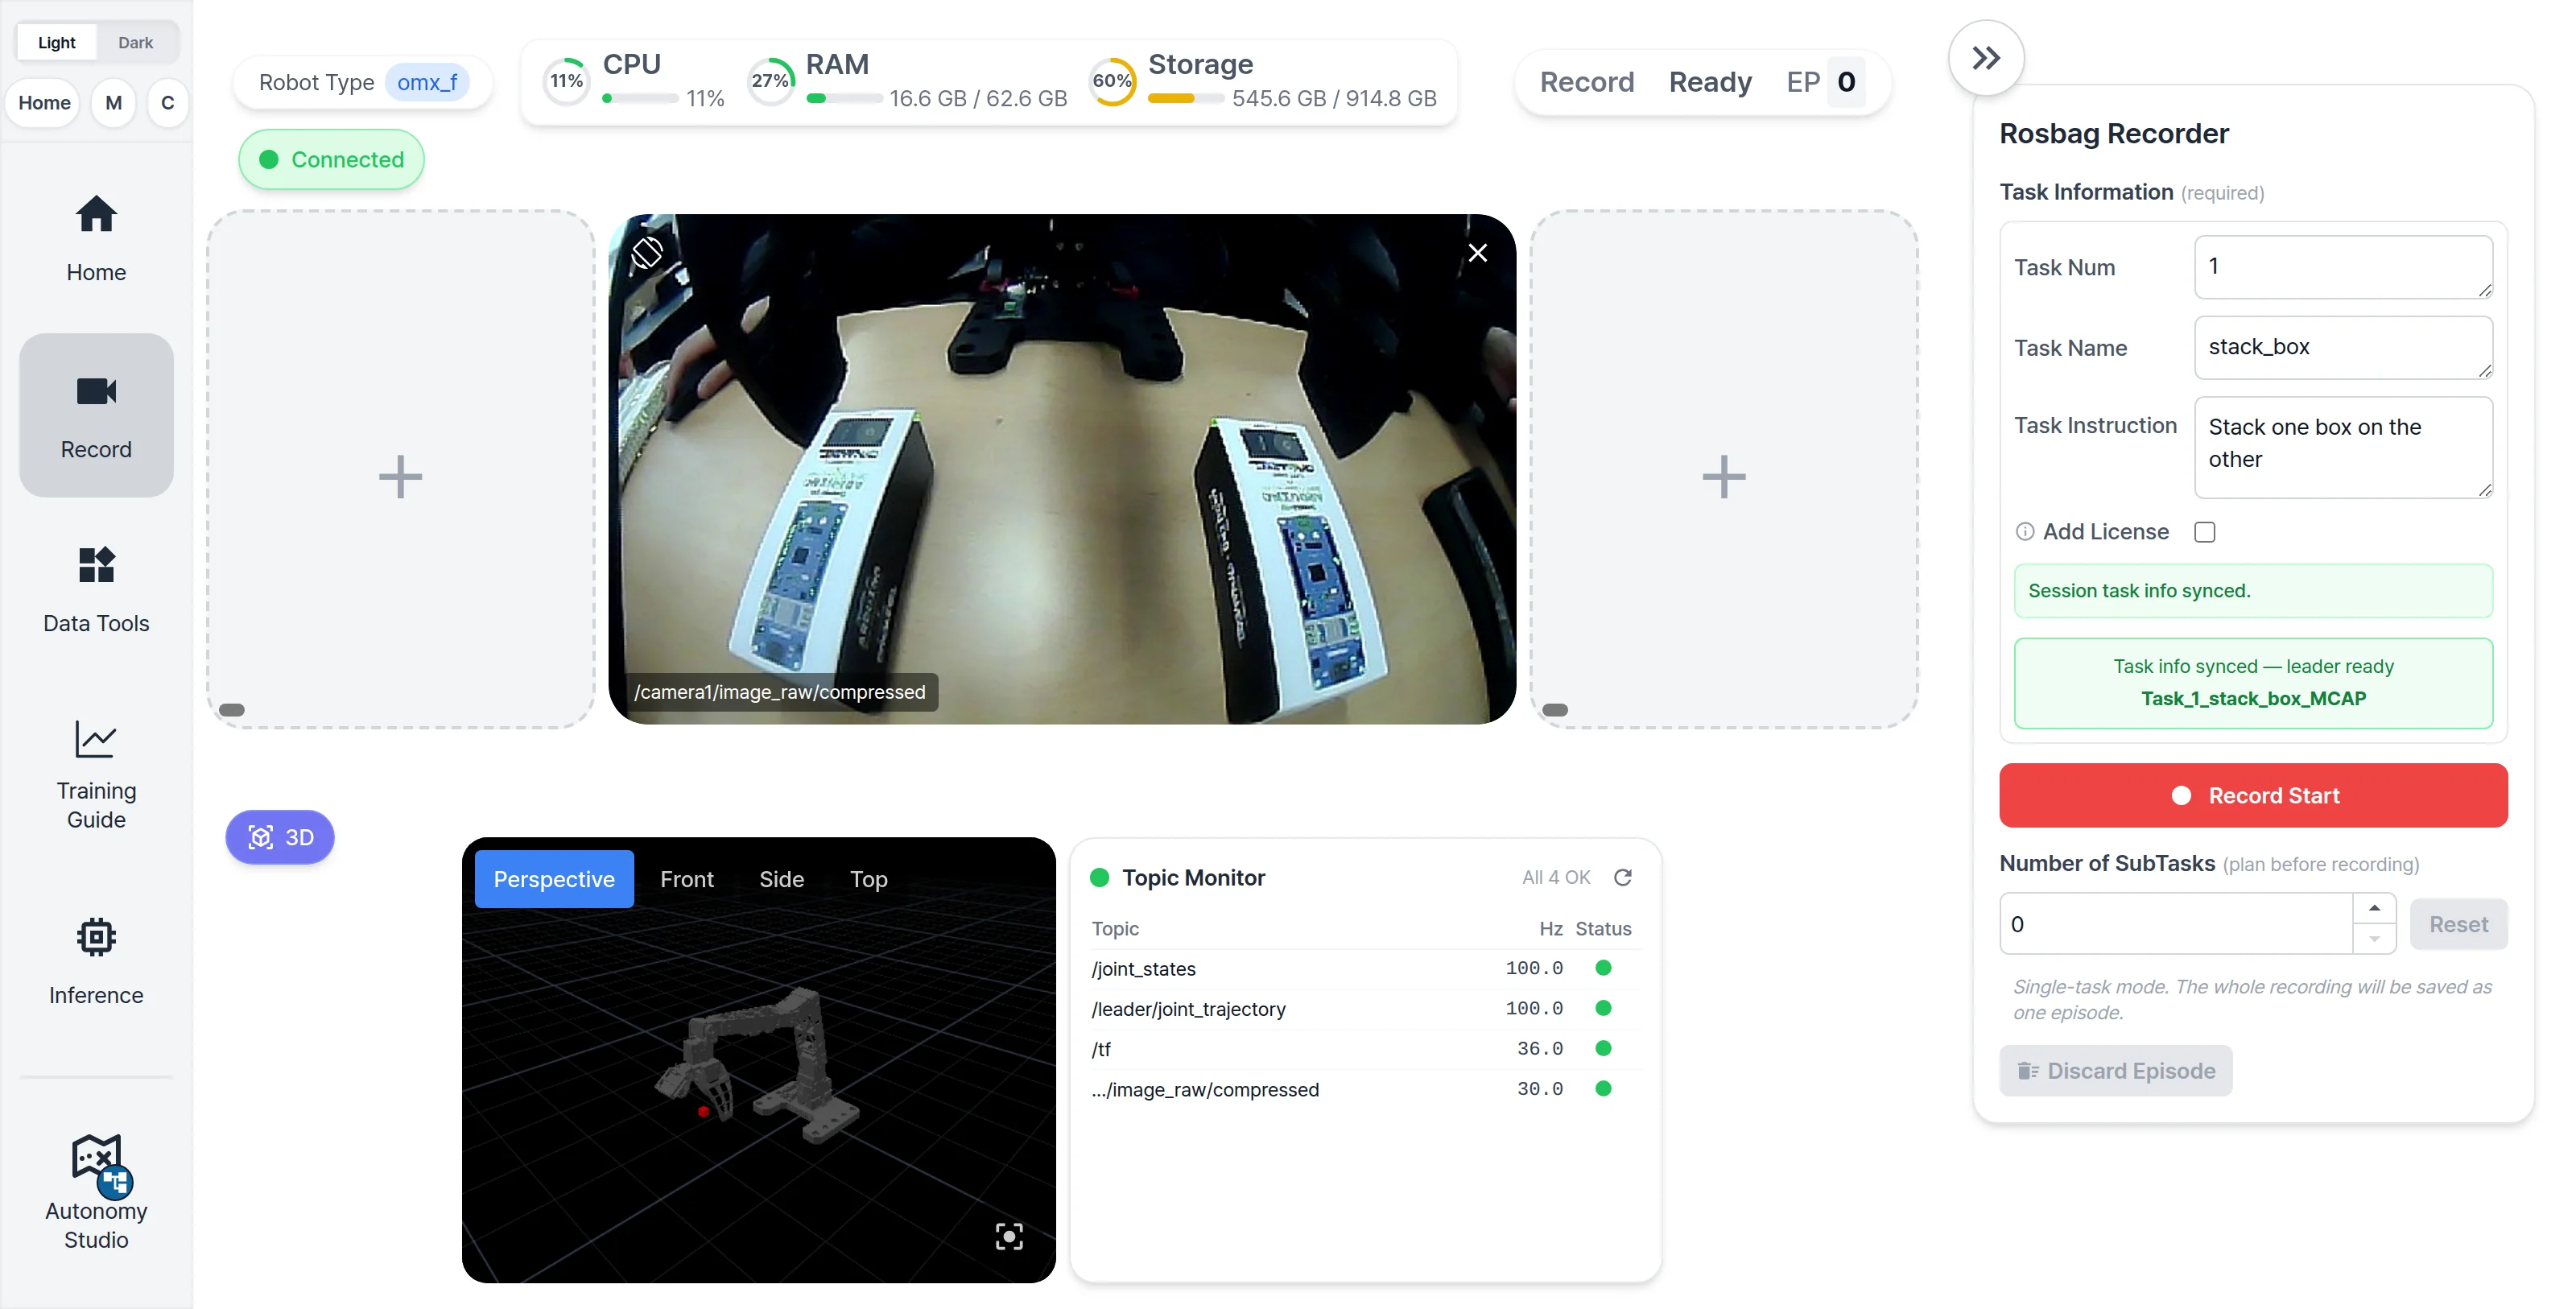 Light Dark
Home M C
Home
Record
Data Tools
Training
Guide
Inference
Autonomy
Studio
Robot Type omx_f
Connected
11% CPU 11%
27% RAM 16.6 GB / 62.6 GB
60% Storage 545.6 GB / 914.8 GB
Record Ready EP 0
/camera1/image_raw/compressed
3D
Perspective Front Side Top
Topic Monitor All 4 OK
Topic Hz Status
/joint_states 100.0
/leader/joint_trajectory 100.0
/tf 36.0
.../image_raw/compressed 30.0
Rosbag Recorder
Task Information (required)
Task Num 1
Task Name stack_box
Task Instruction Stack one box on the
other
Add License
Session task info synced.
Task info synced — leader ready
Task_1_stack_box_MCAP
Record Start
Number of SubTasks (plan before recording)
0 Reset
Single-task mode. The whole recording will be saved as
one episode.
Discard Episode